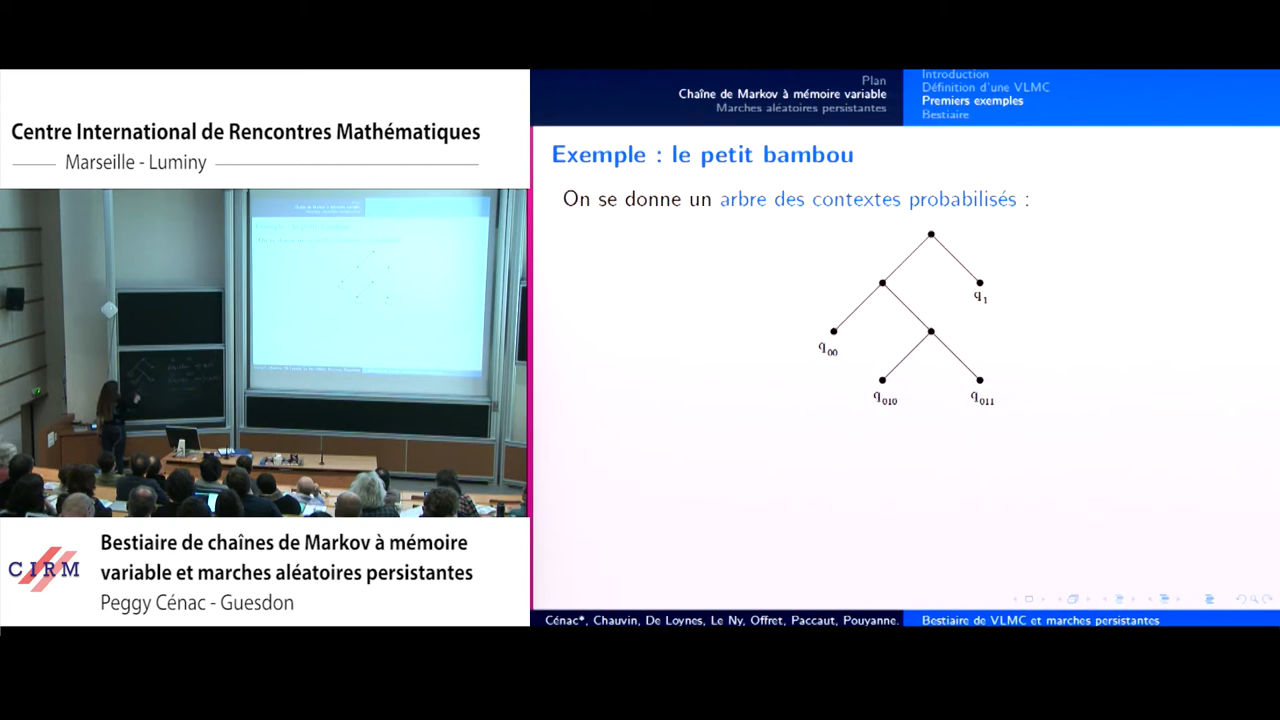 Centre International de Rencontres Mathématiques
Marseille - Luminy
CIRM
Bestiaire de chaînes de Markov à mémoire
variable et marches aléatoires persistantes
Peggy Cénac - Guesdon
Plan
Chaîne de Markov à mémoire variable
Marches aléatoires persistantes
Introduction
Définition d'une VLMC
Premiers exemples
Bestiaire
Exemple : le petit bambou
On se donne un arbre des contextes probabilisés :
q₁
q₀₀
q₀₁₀
q₀₁₁
Cénac*, Chauvin, De Loynes, Le Ny, Offret, Paccaut, Pouyanne.
Bestiaire de VLMC et marches persistantes